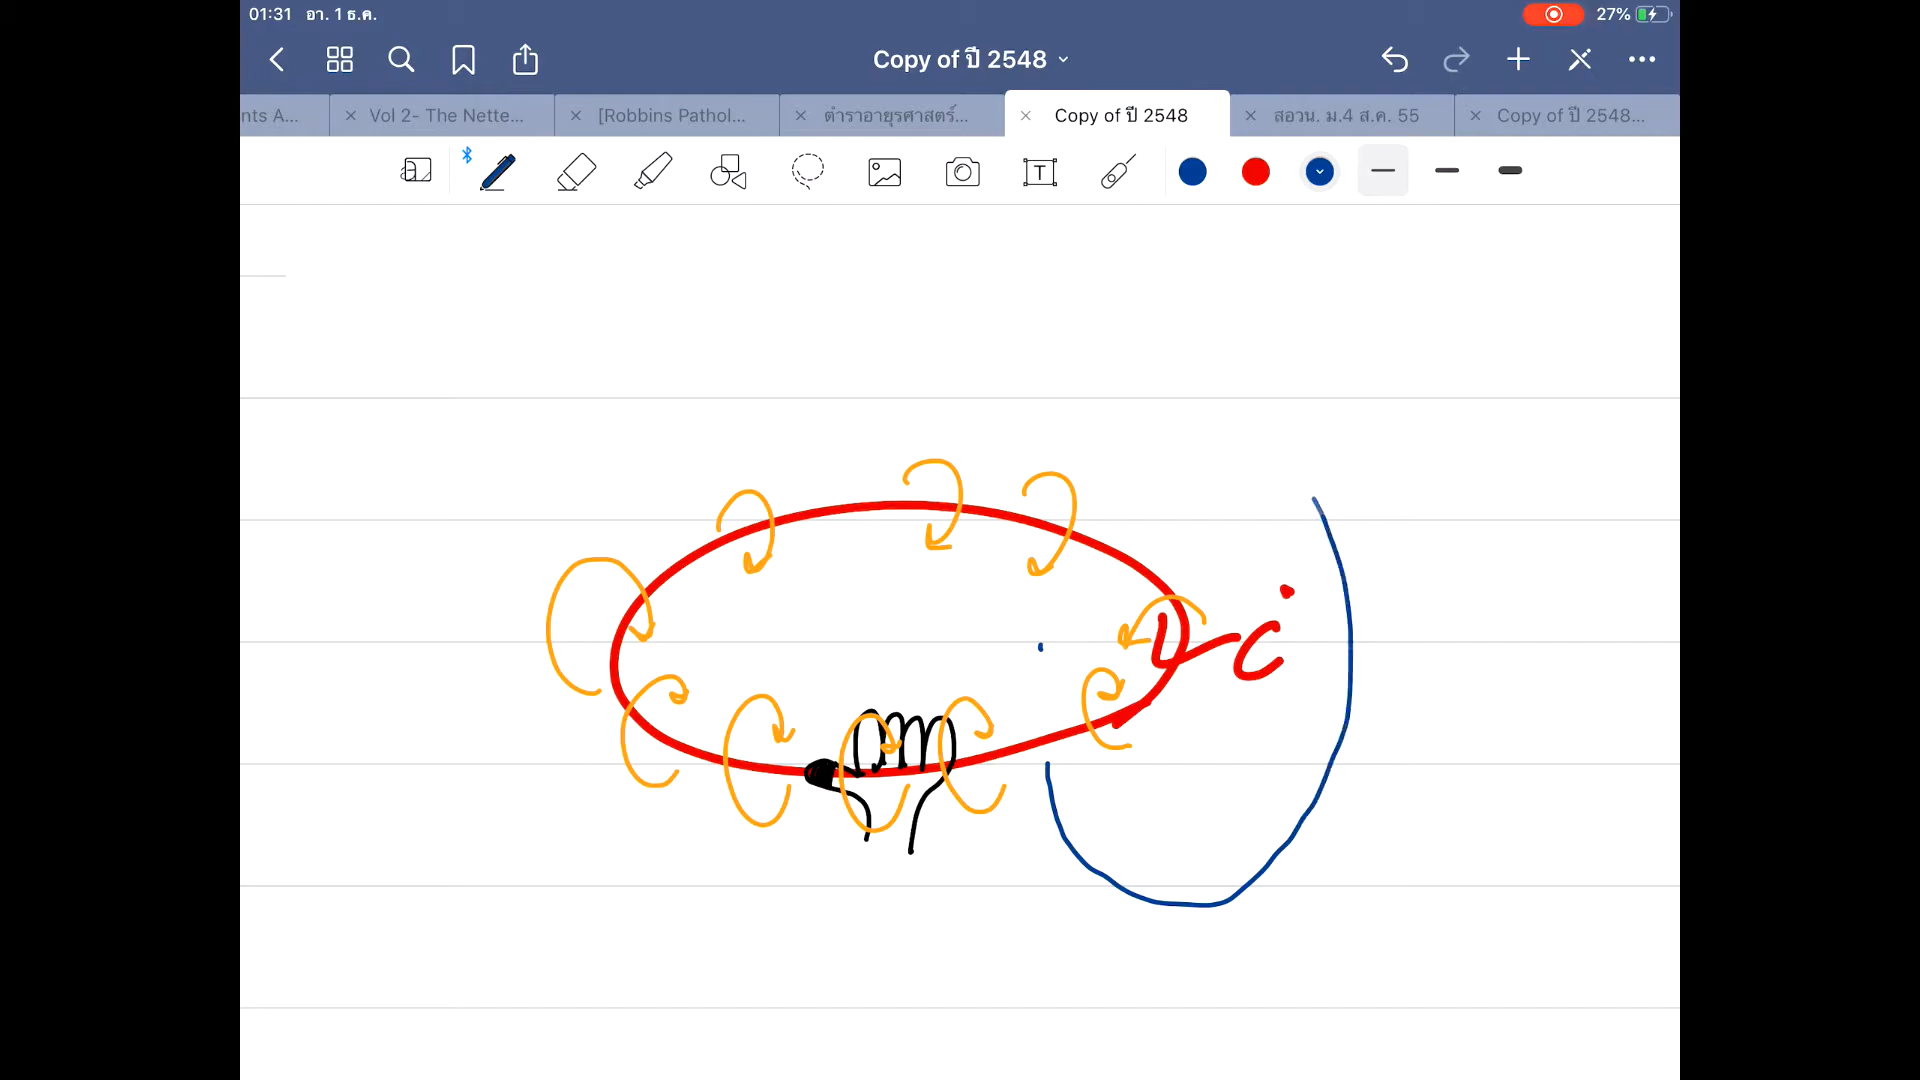 01:31 อา. 1 ธ.ค.
27%
Copy of ปี 2548
nts A...
Vol 2- The Nette...
[Robbins Pathol...
ตำราอายุรศาสตร์...
Copy of ปี 2548
สอวน. ม.4 ส.ค. 55
Copy of ปี 2548...
T
i